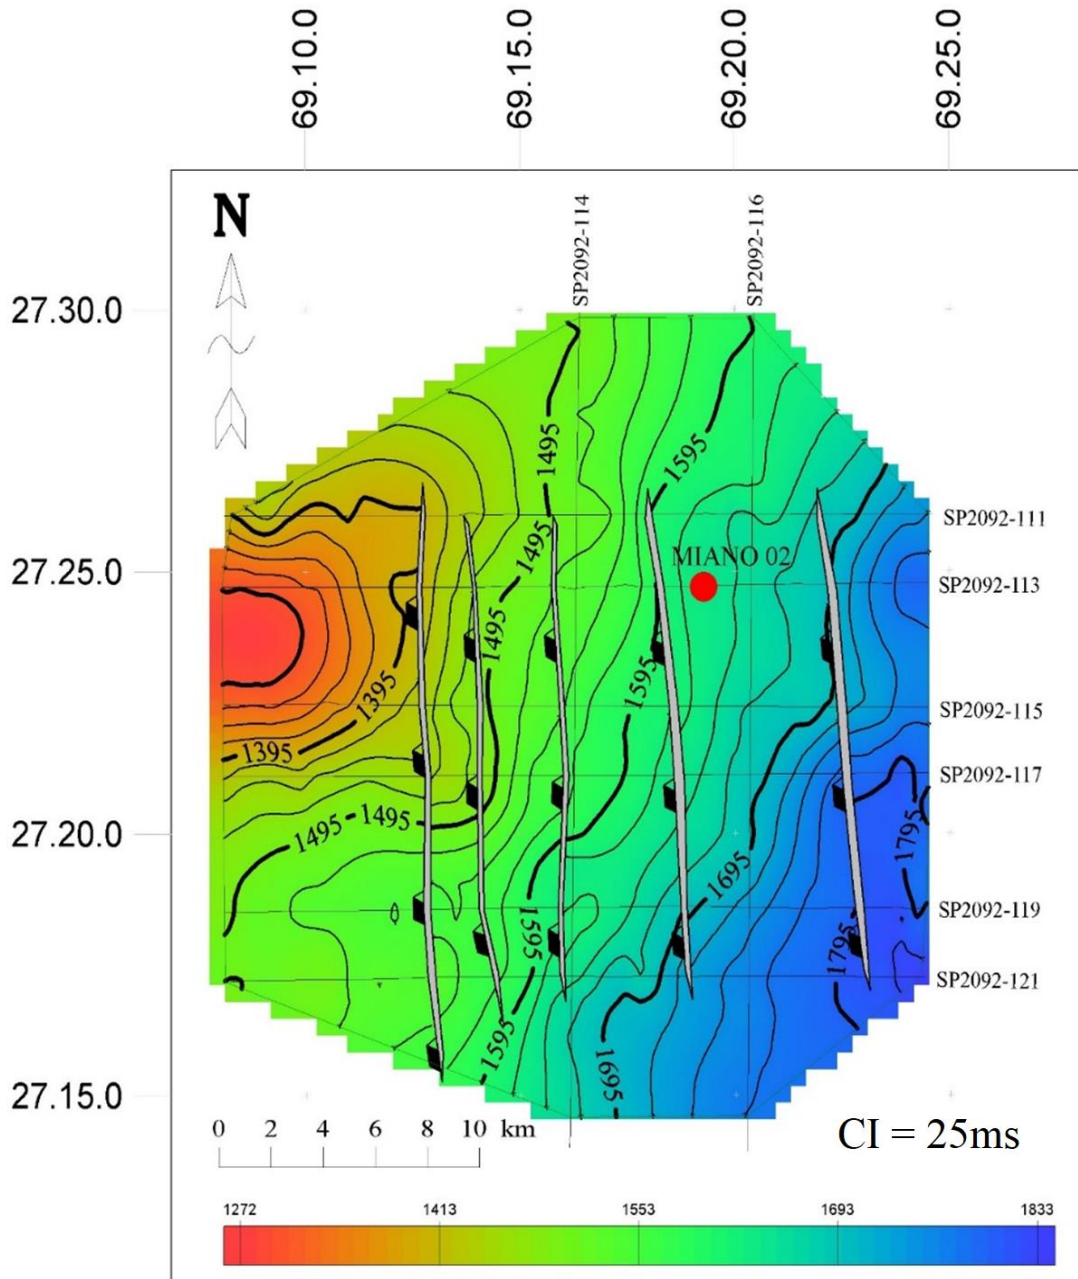 69.10.0
69.15.0
69.20.0
69.25.0
N
SP2092-114
SP2092-116
27.30.0
1495
1595
SP2092-111
1495
MIANO 02
27.25.0
SP2092-113
1495
1595
1395
SP2092-115
1395
SP2092-117
1495
1495
27.20.0
1795
1695
SP2092-119
1595
1795
SP2092-121
1595
1695
27.15.0
0 2 4 6 8 10 km
CI = 25ms
1272 1413 1553 1693 1833